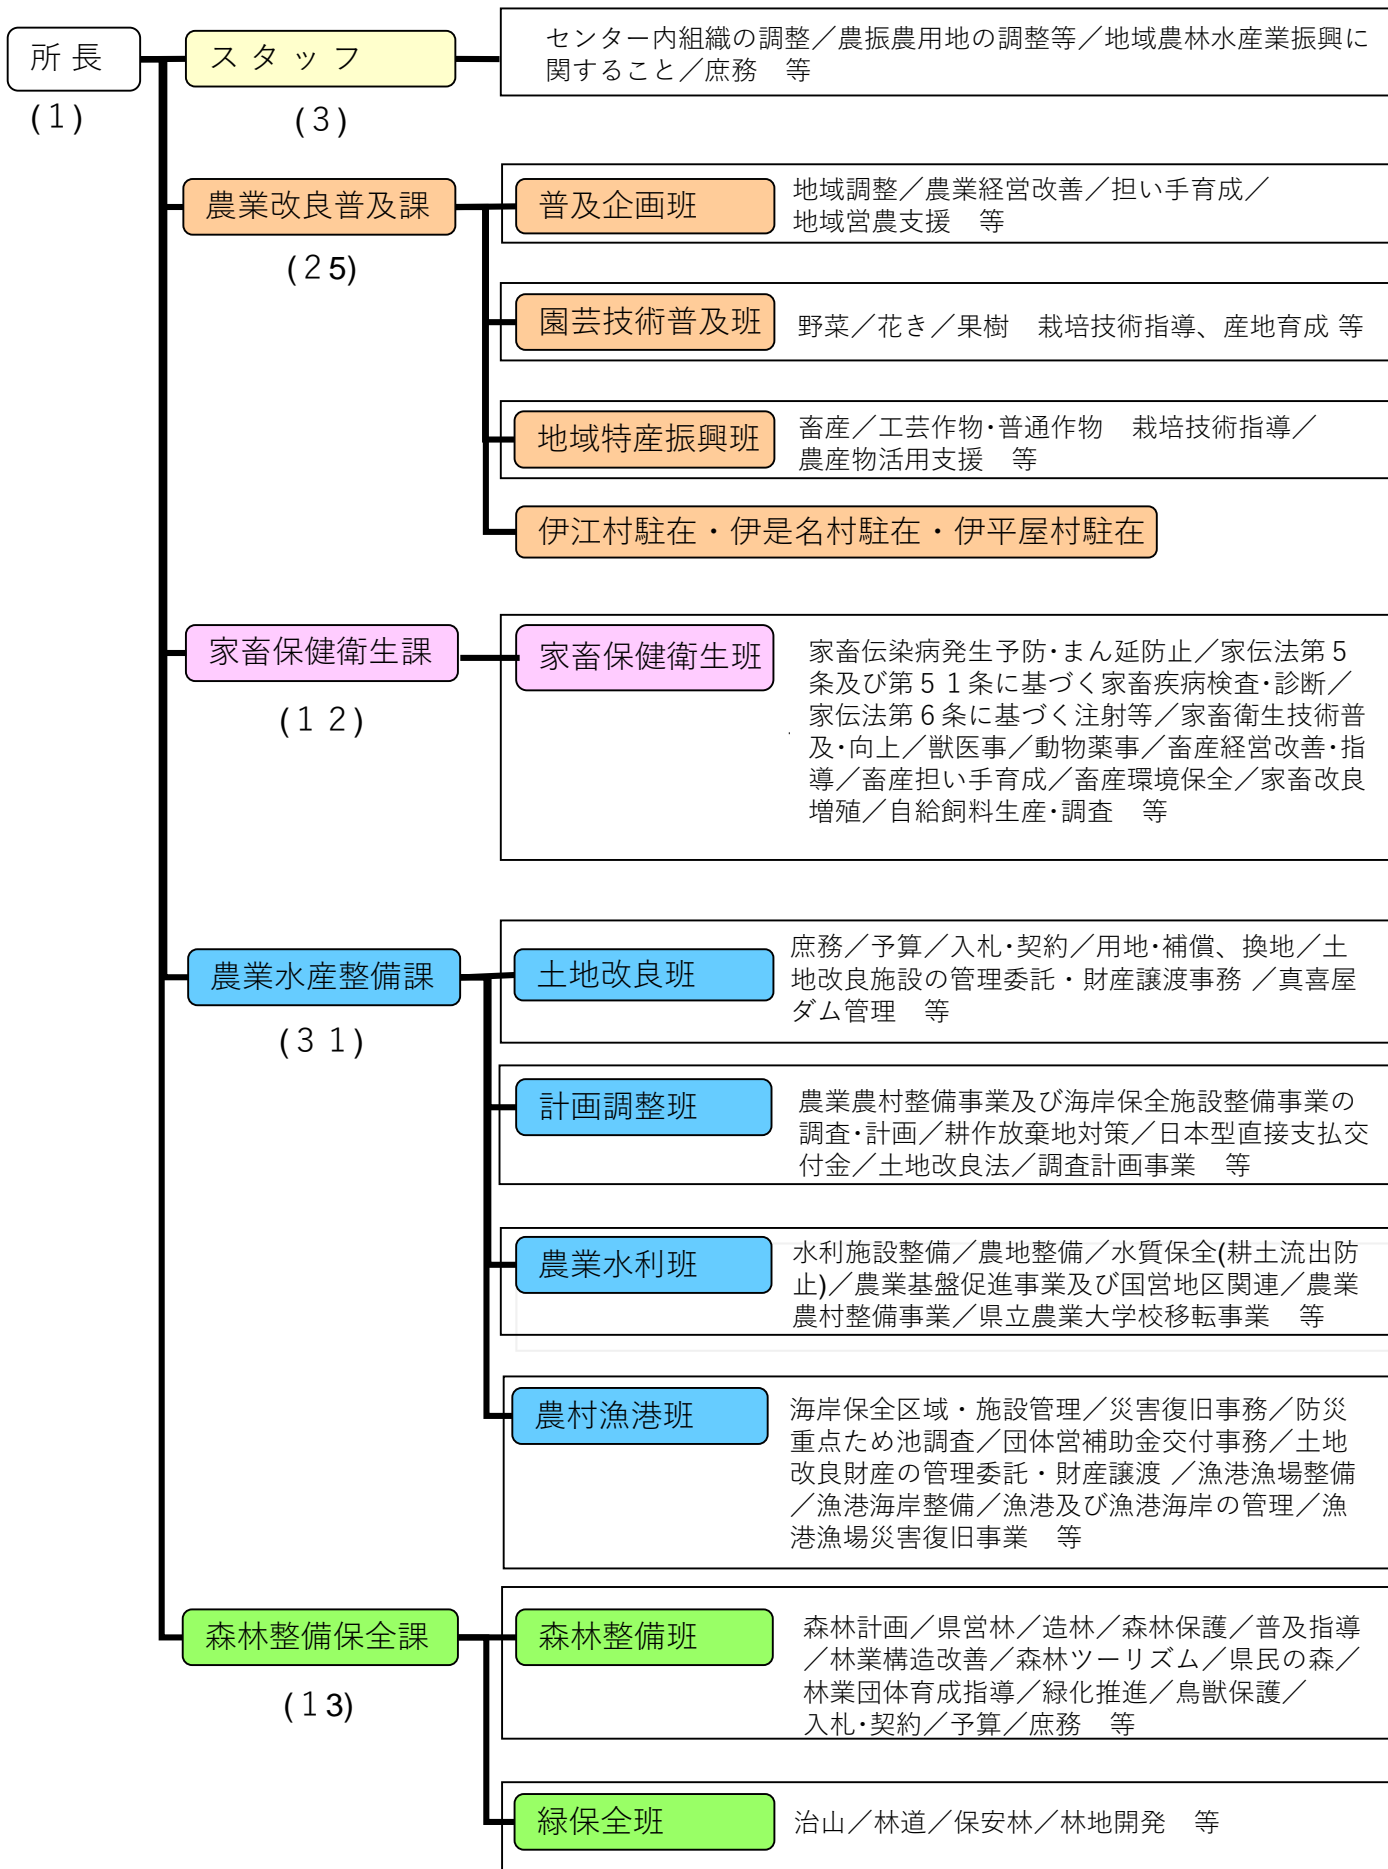 所長
(1)
スタッフ
(3)
センター内組織の調整／農振農用地の調整等／地域農林水産業振興に
関すること／庶務　等
農業改良普及課
(25)
普及企画班
地域調整／農業経営改善／担い手育成／
地域営農支援　等
園芸技術普及班
野菜／花き／果樹　栽培技術指導、産地育成 等
地域特産振興班
畜産／工芸作物･普通作物　栽培技術指導／
農産物活用支援　等
伊江村駐在・伊是名村駐在・伊平屋村駐在
家畜保健衛生課
(12)
家畜保健衛生班
家畜伝染病発生予防･まん延防止／家伝法第５
条及び第５１条に基づく家畜疾病検査･診断／
家伝法第６条に基づく注射等／家畜衛生技術普
及･向上／獣医事／動物薬事／畜産経営改善･指
導／畜産担い手育成／畜産環境保全／家畜改良
増殖／自給飼料生産･調査　等
農業水産整備課
(31)
土地改良班
庶務／予算／入札･契約／用地･補償、換地／土
地改良施設の管理委託・財産譲渡事務 ／真喜屋
ダム管理　等
計画調整班
農業農村整備事業及び海岸保全施設整備事業の
調査･計画／耕作放棄地対策／日本型直接支払交
付金／土地改良法／調査計画事業　等
農業水利班
水利施設整備／農地整備／水質保全(耕土流出防
止)／農業基盤促進事業及び国営地区関連／農業
農村整備事業／県立農業大学校移転事業　等
農村漁港班
海岸保全区域・施設管理／災害復旧事務／防災
重点ため池調査／団体営補助金交付事務／土地
改良財産の管理委託・財産譲渡 ／漁港漁場整備
／漁港海岸整備／漁港及び漁港海岸の管理／漁
港漁場災害復旧事業　等
森林整備保全課
(13)
森林整備班
森林計画／県営林／造林／森林保護／普及指導
／林業構造改善／森林ツーリズム／県民の森／
林業団体育成指導／緑化推進／鳥獣保護／
入札･契約／予算／庶務　等
緑保全班
治山／林道／保安林／林地開発　等